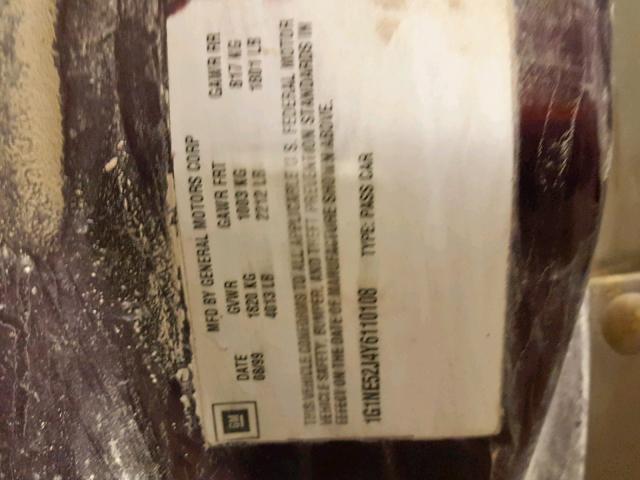 MFD BY GENERAL MOTORS CORP
DATE GVWR GAWR FRT GAWR RR
08/99 1820 KG 1003 KG 817 KG
4013 LB 2212 LB 1801 LB
GM
THIS VEHICLE CONFORMS TO ALL APPLICABLE U.S. FEDERAL MOTOR
VEHICLE SAFETY, BUMPER, AND THEFT PREVENTION STANDARDS IN
EFFECT ON THE DATE OF MANUFACTURE SHOWN ABOVE.
1G1NE52J4Y6110108 TYPE: PASS CAR